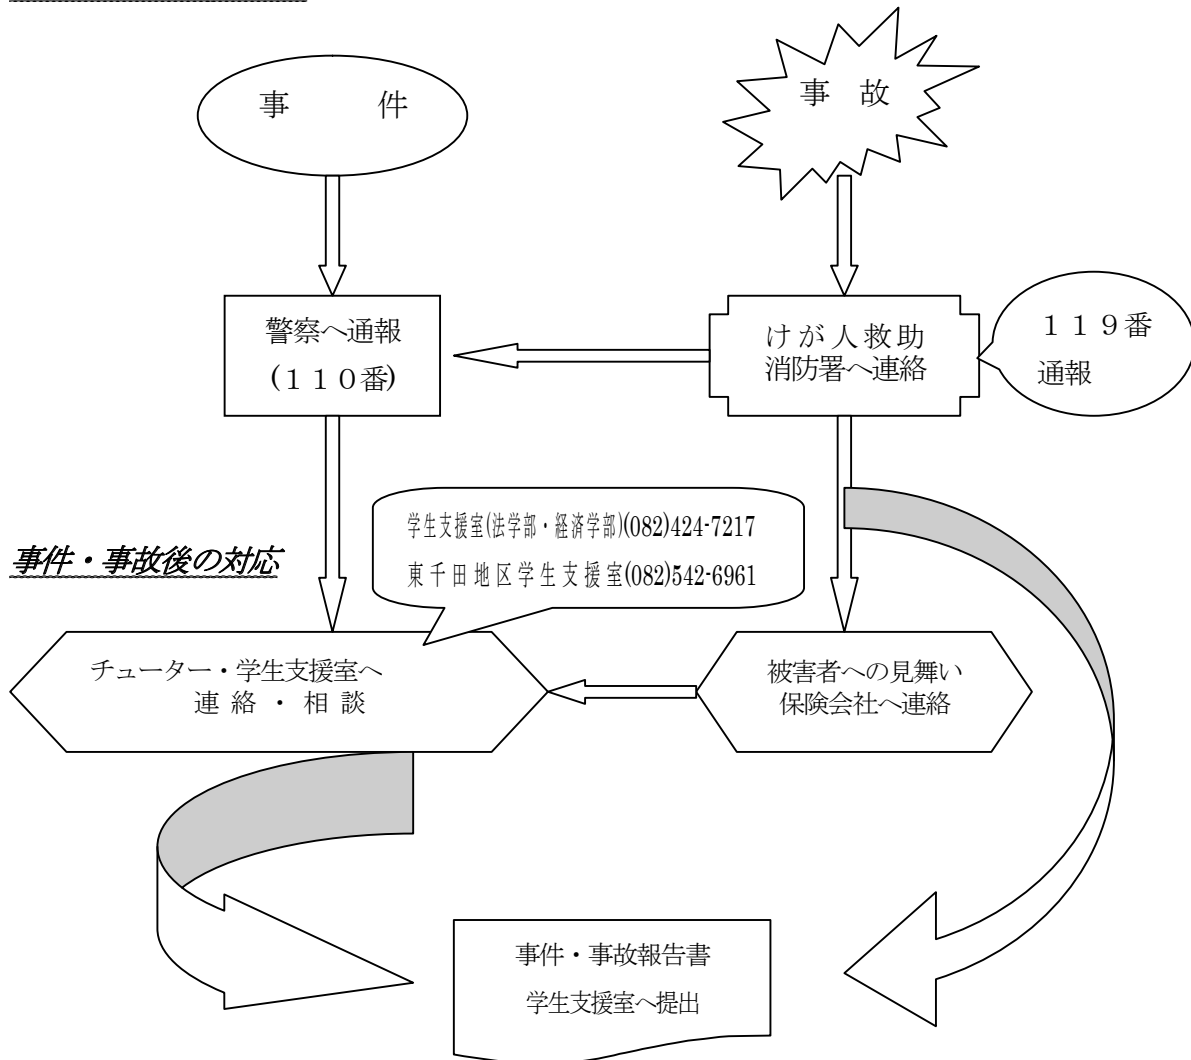 事　件
事　故
警察へ通報
(１１０番)
けが人救助
消防署へ連絡
１１９番
通報
学生支援室(法学部・経済学部)(082)424-7217
東千田地区学生支援室(082)542-6961
事件・事故後の対応
チューター・学生支援室へ
連絡・相談
被害者への見舞い
保険会社へ連絡
事件・事故報告書
学生支援室へ提出